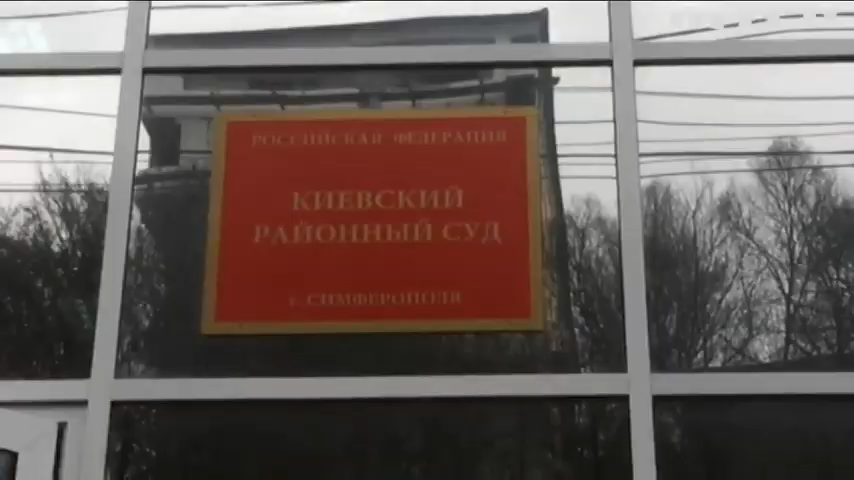 РОССИЙСКАЯ ФЕДЕРАЦИЯ
КИЕВСКИЙ
РАЙОННЫЙ СУД
г. СИМФЕРОПОЛЯ